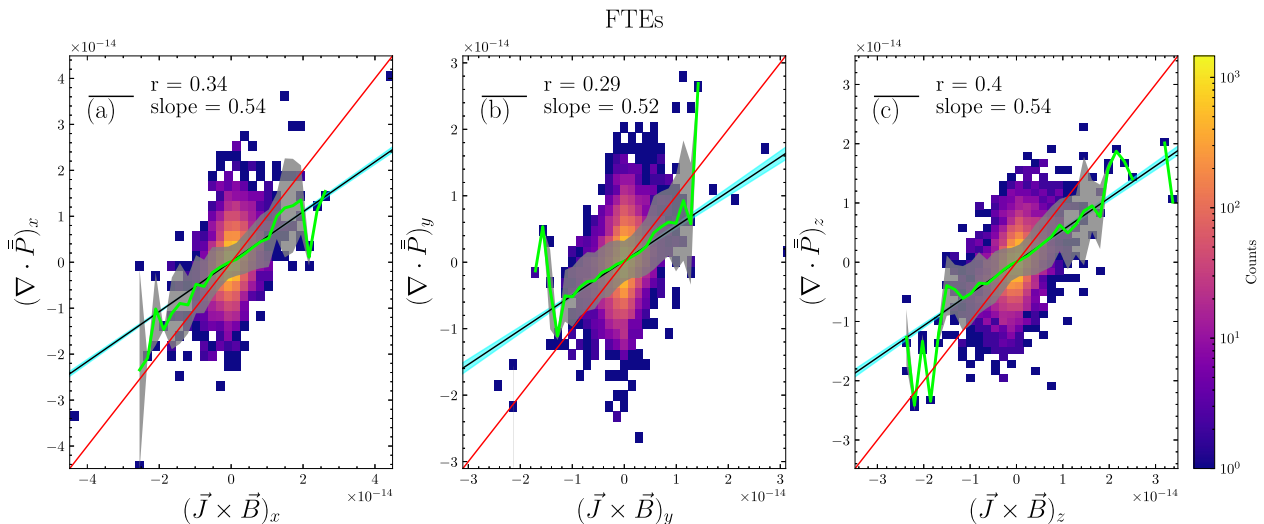 FTEs
×10⁻¹⁴
×10⁻¹⁴
×10⁻¹⁴
(a)
r = 0.34
slope = 0.54
(b)
r = 0.29
slope = 0.52
(c)
r = 0.4
slope = 0.54
4
3
2
1
0
−1
−2
−3
−4
3
2
1
0
−1
−2
−3
3
2
1
0
−1
−2
−3
10³
10²
10¹
10⁰
Counts
(∇ · P̿)ₓ
(∇ · P̿)_y
(∇ · P̿)_z
−4 −2 0 2 4
−3 −2 −1 0 1 2 3
−3 −2 −1 0 1 2 3
×10⁻¹⁴
×10⁻¹⁴
×10⁻¹⁴
(J⃗ × B⃗)ₓ
(J⃗ × B⃗)_y
(J⃗ × B⃗)_z